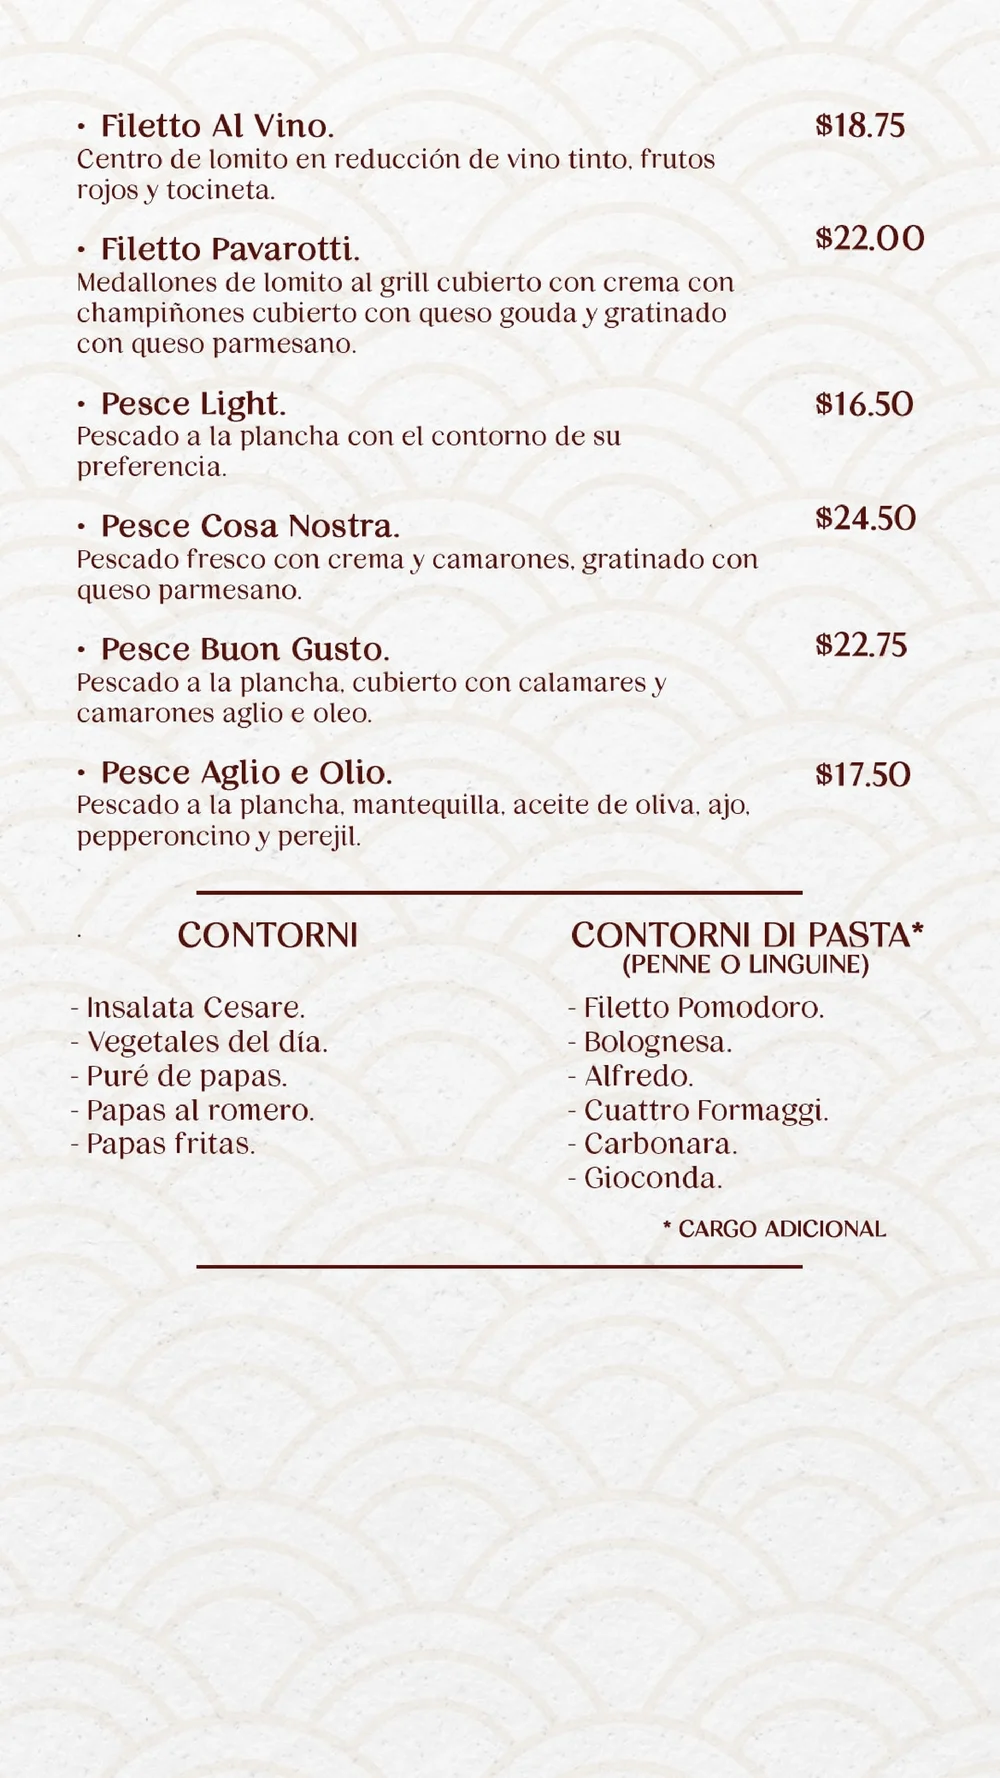 • Filetto Al Vino. $18.75
Centro de lomito en reducción de vino tinto, frutos
rojos y tocineta.
• Filetto Pavarotti. $22.00
Medallones de lomito al grill cubierto con crema con
champiñones cubierto con queso gouda y gratinado
con queso parmesano.
• Pesce Light. $16.50
Pescado a la plancha con el contorno de su
preferencia.
• Pesce Cosa Nostra. $24.50
Pescado fresco con crema y camarones, gratinado con
queso parmesano.
• Pesce Buon Gusto. $22.75
Pescado a la plancha, cubierto con calamares y
camarones aglio e oleo.
• Pesce Aglio e Olio. $17.50
Pescado a la plancha, mantequilla, aceite de oliva, ajo,
pepperoncino y perejil.
CONTORNI
- Insalata Cesare.
- Vegetales del día.
- Puré de papas.
- Papas al romero.
- Papas fritas.
CONTORNI DI PASTA*
(PENNE O LINGUINE)
- Filetto Pomodoro.
- Bolognesa.
- Alfredo.
- Cuattro Formaggi.
- Carbonara.
- Gioconda.
* CARGO ADICIONAL